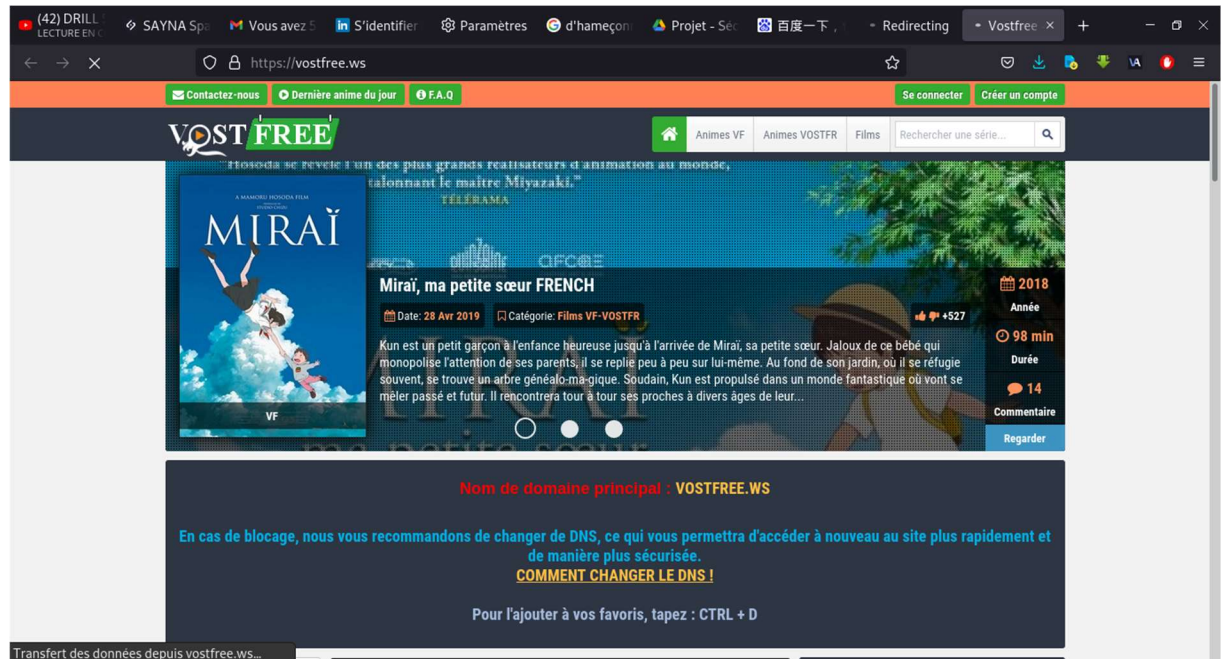 (42) DRILL
LECTURE EN C
SAYNA Spa
Vous avez 5
S'identifier
Paramètres
d'hameçon
Projet - Séc
百度一下，
Redirecting
Vostfree
https://vostfree.ws
Contactez-nous
Dernière anime du jour
F.A.Q
Se connecter
Créer un compte
VOSTFREE
Animes VF
Animes VOSTFR
Films
Rechercher une série...
"Hosoda se révèle l'un des plus grands réalisateurs d'animation au monde,
talonnant le maître Miyazaki."
TÉLÉRAMA
A MAMORU HOSODA FILM
MIRAÏ
AFCAE
Miraï, ma petite sœur FRENCH
Date: 28 Avr 2019
Catégorie: Films VF-VOSTFR
+527
Kun est un petit garçon à l'enfance heureuse jusqu'à l'arrivée de Miraï, sa petite sœur. Jaloux de ce bébé qui
monopolise l'attention de ses parents, il se replie peu à peu sur lui-même. Au fond de son jardin, où il se réfugie
souvent, se trouve un arbre généalo-ma-gique. Soudain, Kun est propulsé dans un monde fantastique où vont se
mêler passé et futur. Il rencontrera tour à tour ses proches à divers âges de leur...
VF
2018
Année
98 min
Durée
14
Commentaire
Regarder
MIRAÏ
ma petite sœur
Nom de domaine principal : VOSTFREE.WS
En cas de blocage, nous vous recommandons de changer de DNS, ce qui vous permettra d'accéder à nouveau au site plus rapidement et
de manière plus sécurisée.
COMMENT CHANGER LE DNS !
Pour l'ajouter à vos favoris, tapez : CTRL + D
Transfert des données depuis vostfree.ws...